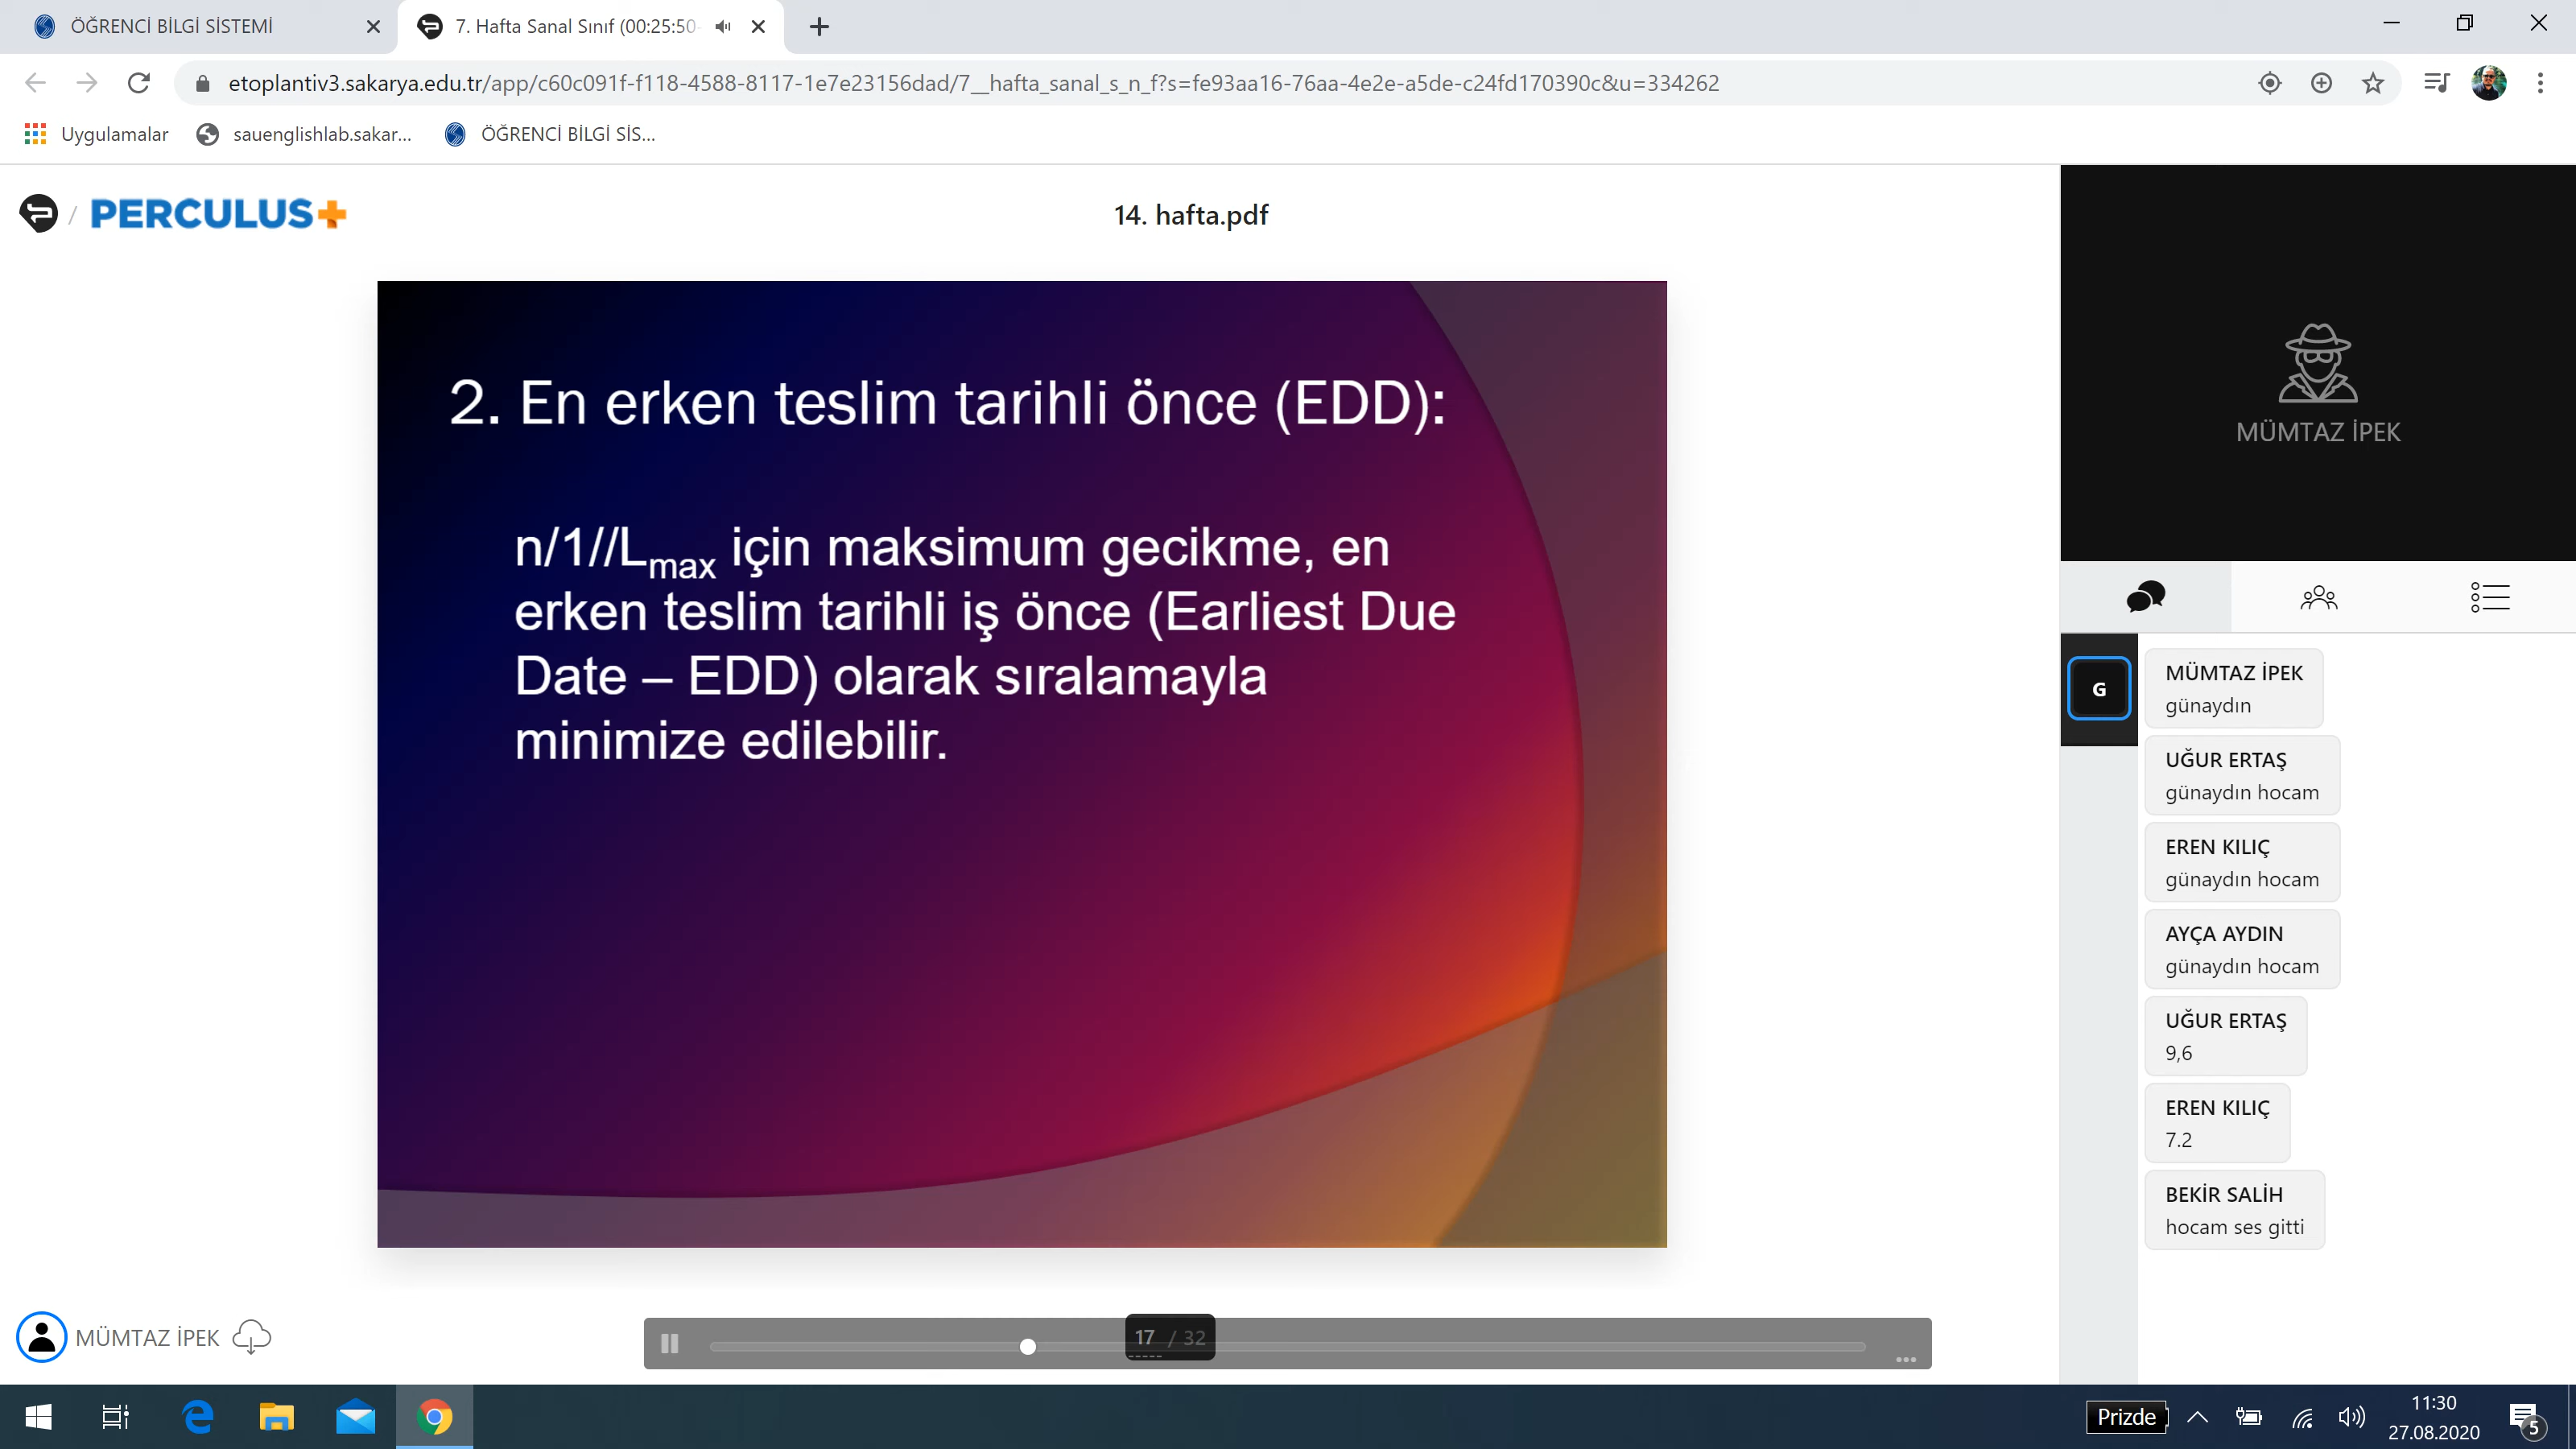 ÖĞRENCİ BİLGİ SİSTEMİ
7. Hafta Sanal Sınıf (00:25:50
etoplantiv3.sakarya.edu.tr/app/c60c091f-f118-4588-8117-1e7e23156dad/7__hafta_sanal_s_n_f?s=fe93aa16-76aa-4e2e-a5de-c24fd170390c&u=334262
Uygulamalar
sauenglishlab.sakar...
ÖĞRENCİ BİLGİ SİS...
/ PERCULUS+
14. hafta.pdf
2. En erken teslim tarihli önce (EDD):
n/1//Lmax için maksimum gecikme, en
erken teslim tarihli iş önce (Earliest Due
Date – EDD) olarak sıralamayla
minimize edilebilir.
MÜMTAZ İPEK
G
MÜMTAZ İPEK
günaydın
UĞUR ERTAŞ
günaydın hocam
EREN KILIÇ
günaydın hocam
AYÇA AYDIN
günaydın hocam
UĞUR ERTAŞ
9,6
EREN KILIÇ
7.2
BEKİR SALİH
hocam ses gitti
MÜMTAZ İPEK
17 / 32
Prizde
11:30
27.08.2020
5